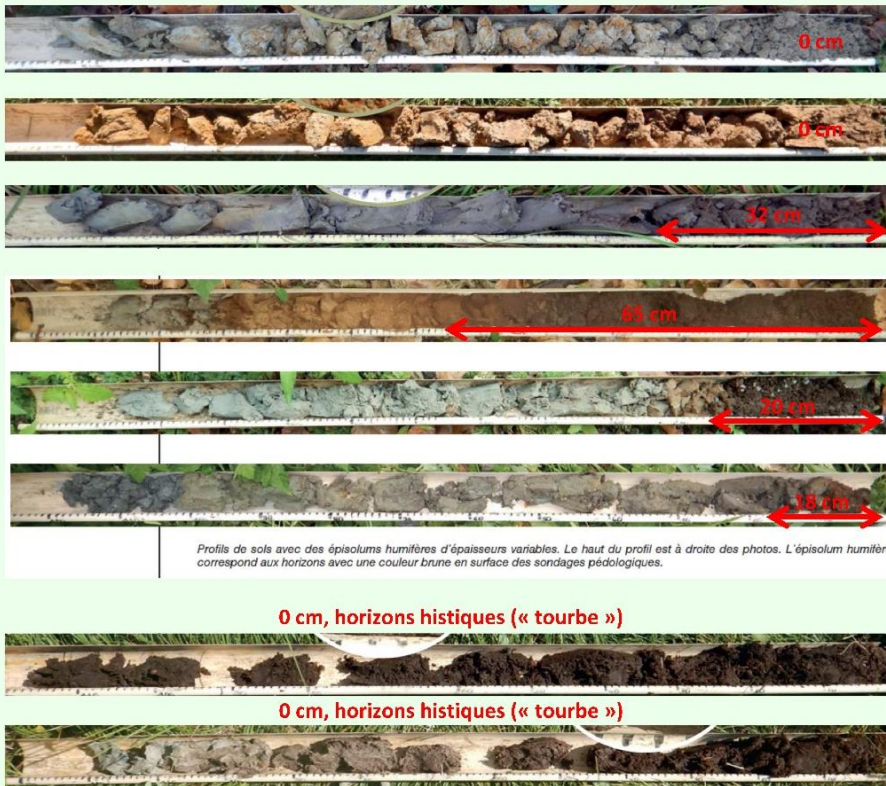 0 cm
0 cm
32 cm
65 cm
20 cm
18 cm
Profils de sols avec des épisolums humifères d'épaisseurs variables. Le haut du profil est à droite des photos. L'épisolum humifèr
correspond aux horizons avec une couleur brune en surface des sondages pédologiques.
0 cm, horizons histiques (« tourbe »)
0 cm, horizons histiques (« tourbe »)